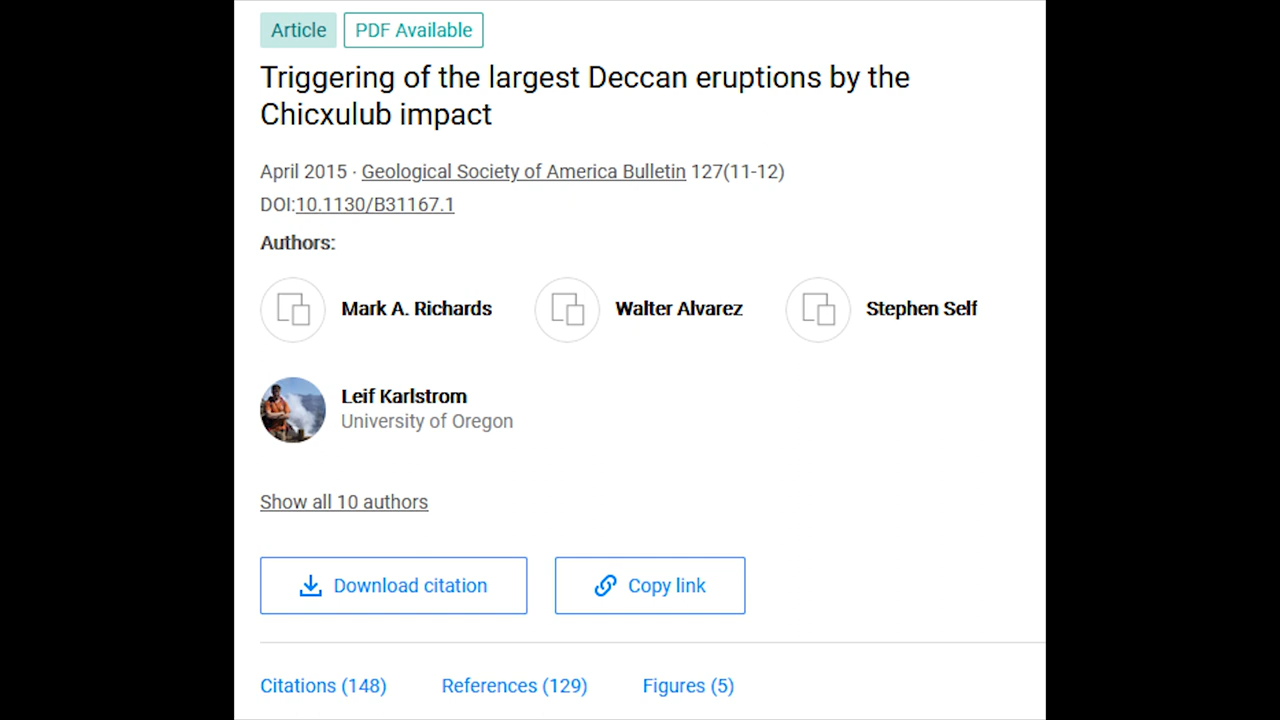 Article PDF Available
Triggering of the largest Deccan eruptions by the
Chicxulub impact
April 2015 · Geological Society of America Bulletin 127(11-12)
DOI:10.1130/B31167.1
Authors:
Mark A. Richards Walter Alvarez Stephen Self
Leif Karlstrom
University of Oregon
Show all 10 authors
Download citation Copy link
Citations (148) References (129) Figures (5)